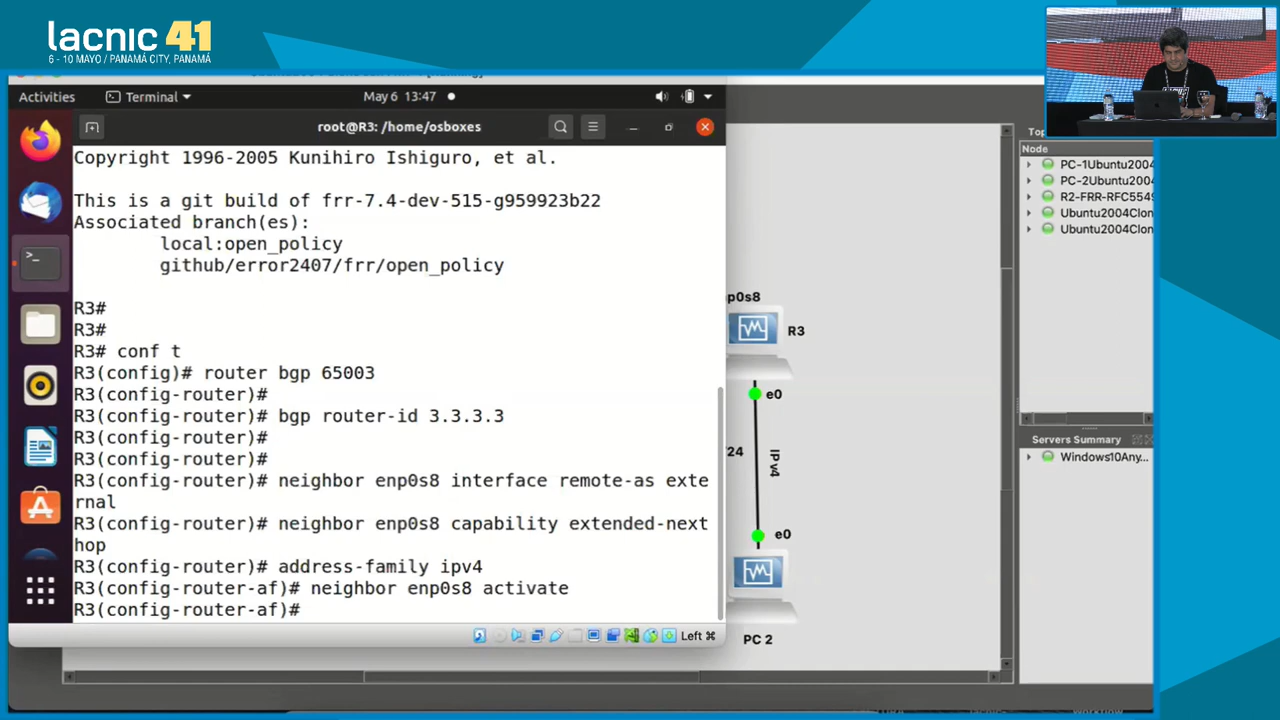 lacnic 41
6 - 10 MAYO / PANAMÁ CITY, PANAMÁ
Activities
Terminal
May 6 13:47
root@R3: /home/osboxes
Copyright 1996-2005 Kunihiro Ishiguro, et al.
This is a git build of frr-7.4-dev-515-g959923b22
Associated branch(es):
local:open_policy
github/error2407/frr/open_policy
R3#
R3#
R3# conf t
R3(config)# router bgp 65003
R3(config-router)#
R3(config-router)# bgp router-id 3.3.3.3
R3(config-router)#
R3(config-router)#
R3(config-router)# neighbor enp0s8 interface remote-as exte
rnal
R3(config-router)# neighbor enp0s8 capability extended-next
hop
R3(config-router)# address-family ipv4
R3(config-router-af)# neighbor enp0s8 activate
R3(config-router-af)#
Left ⌘
p0s8
R3
e0
24
IPv4
e0
PC 2
Top
Node
PC-1Ubuntu2004
PC-2Ubuntu2004
R2-FRR-RFC5549
Ubuntu2004Clon
Ubuntu2004Clon
Servers Summary
Windows10Any...